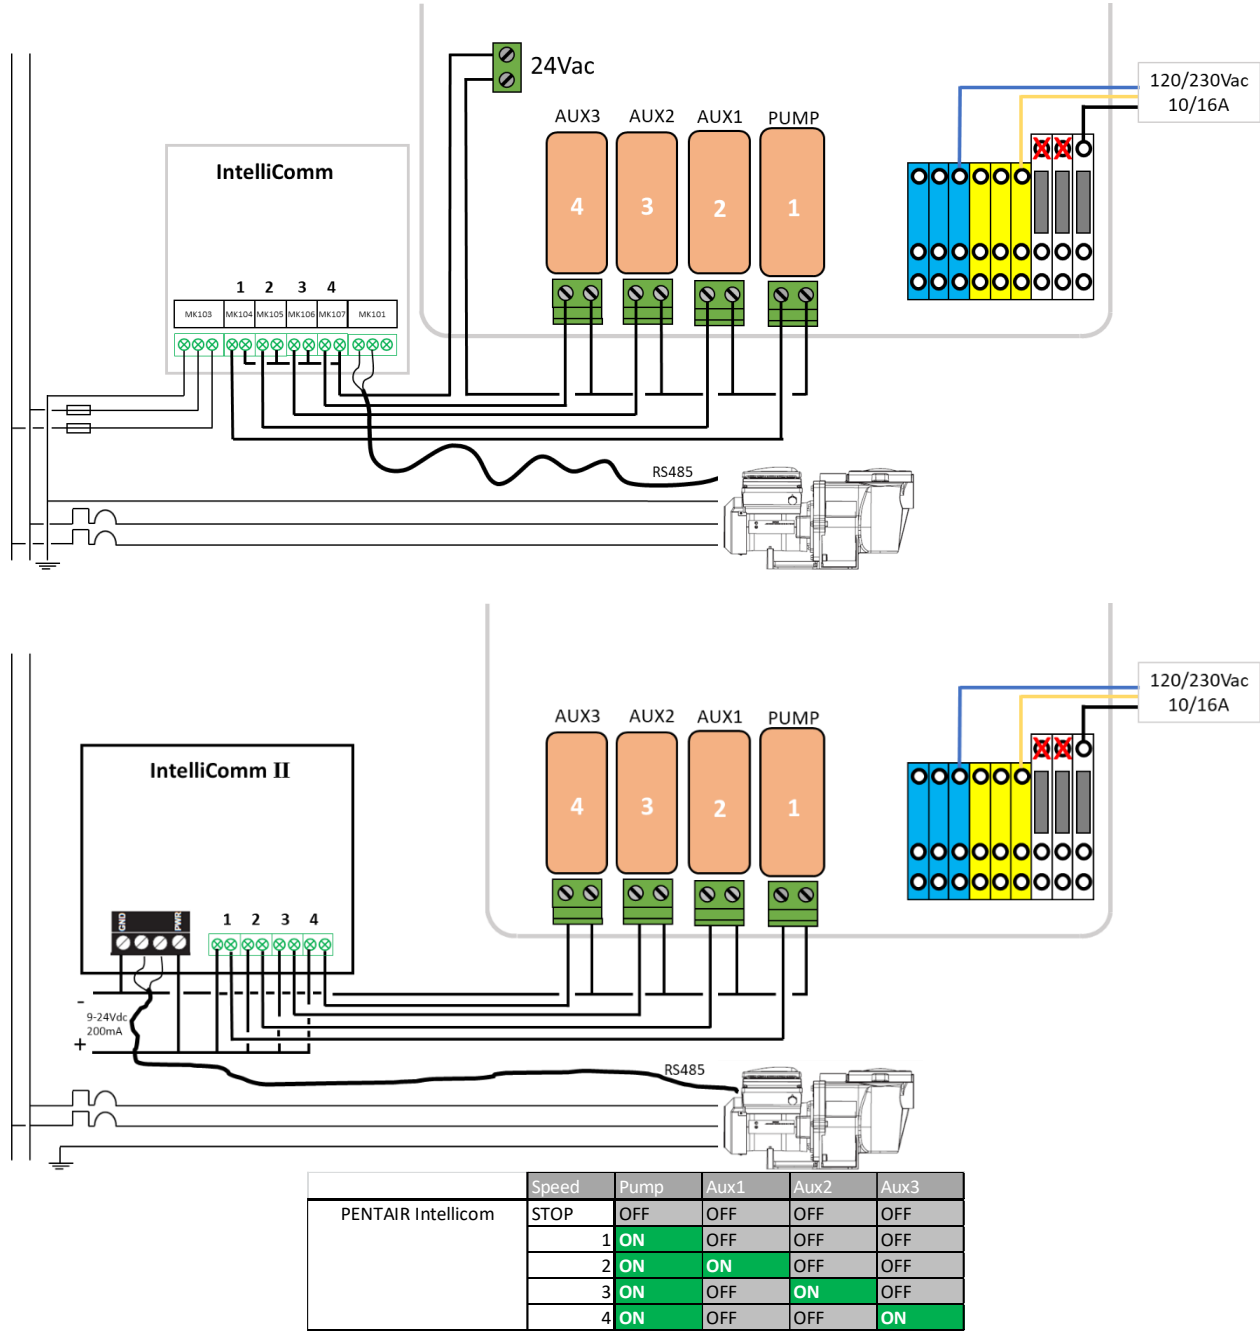 24Vac
120/230Vac
10/16A
AUX3 AUX2 AUX1 PUMP
IntelliComm
4 3 2 1
1 2 3 4
MK103 MK104 MK105 MK106 MK107 MK101
RS485
120/230Vac
10/16A
AUX3 AUX2 AUX1 PUMP
IntelliComm II
4 3 2 1
GND PWR
1 2 3 4
-
9-24Vdc
200mA
+
RS485
Speed Pump Aux1 Aux2 Aux3
PENTAIR Intellicom STOP OFF OFF OFF OFF
1 ON OFF OFF OFF
2 ON ON OFF OFF
3 ON OFF ON OFF
4 ON OFF OFF ON